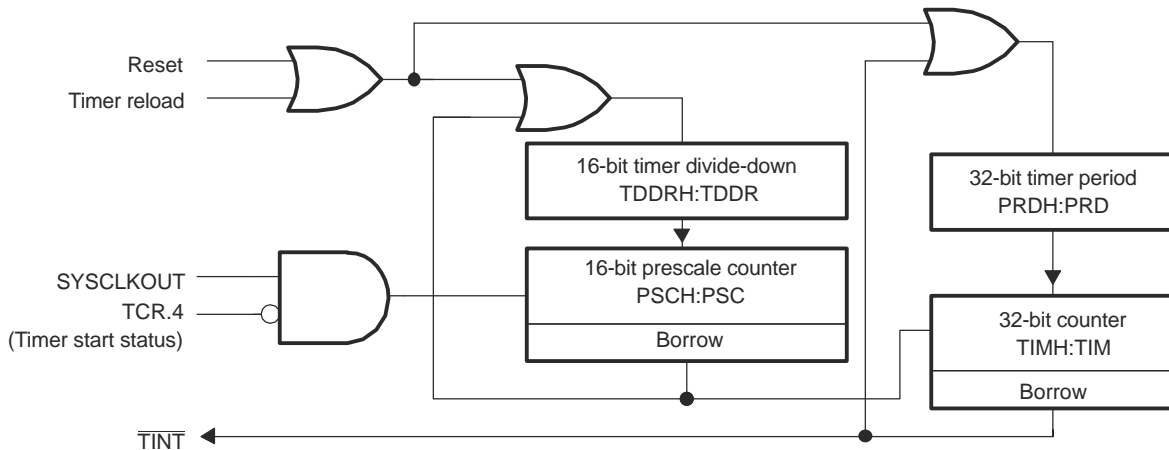 Reset
Timer reload
16-bit timer divide-down
TDDRH:TDDR
32-bit timer period
PRDH:PRD
SYSCLKOUT
TCR.4
(Timer start status)
16-bit prescale counter
PSCH:PSC
Borrow
32-bit counter
TIMH:TIM
Borrow
TINT